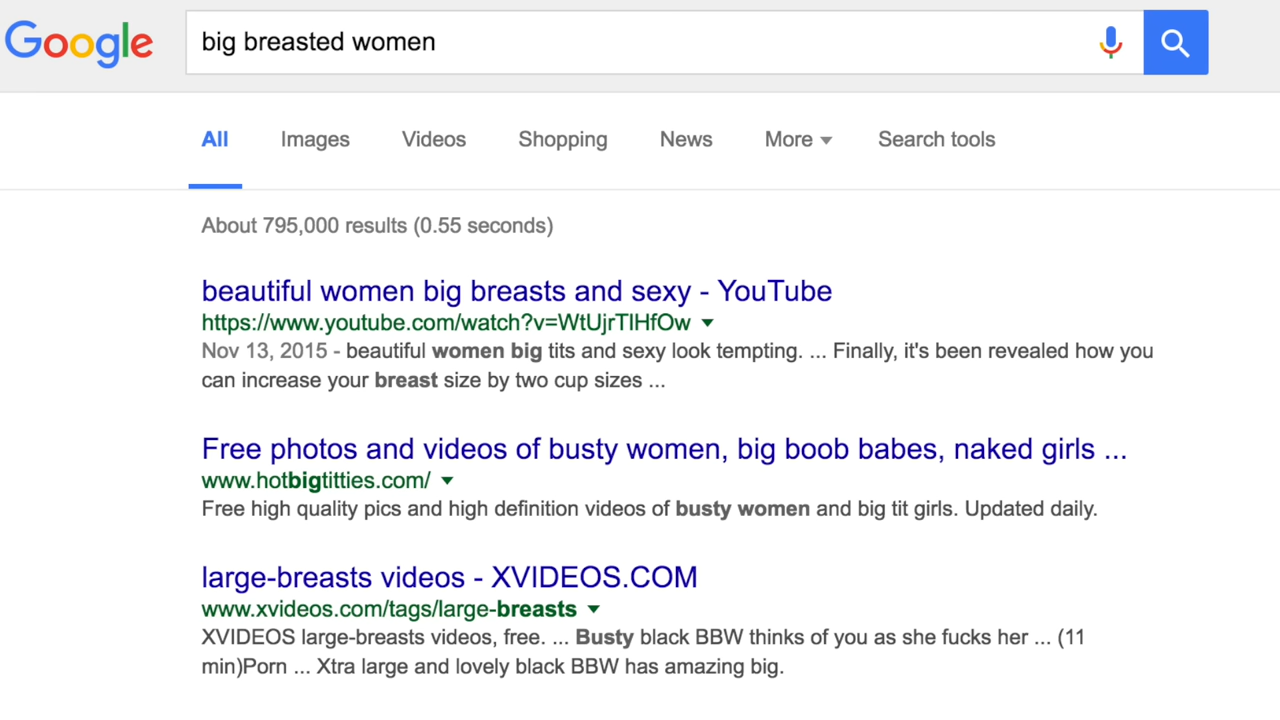 Google big breasted women
All Images Videos Shopping News More Search tools
About 795,000 results (0.55 seconds)
beautiful women big breasts and sexy - YouTube
https://www.youtube.com/watch?v=WtUjrTIHfOw
Nov 13, 2015 - beautiful women big tits and sexy look tempting. ... Finally, it's been revealed how you
can increase your breast size by two cup sizes ...
Free photos and videos of busty women, big boob babes, naked girls ...
www.hotbigtitties.com/
Free high quality pics and high definition videos of busty women and big tit girls. Updated daily.
large-breasts videos - XVIDEOS.COM
www.xvideos.com/tags/large-breasts
XVIDEOS large-breasts videos, free. ... Busty black BBW thinks of you as she fucks her ... (11
min)Porn ... Xtra large and lovely black BBW has amazing big.